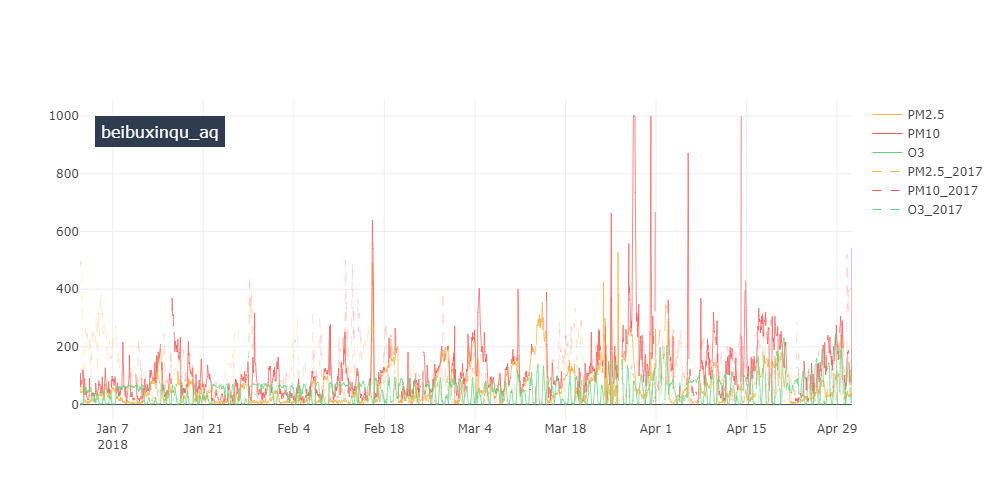 beibuxinqu_aq
1000
800
600
400
200
0
Jan 7
2018
Jan 21
Feb 4
Feb 18
Mar 4
Mar 18
Apr 1
Apr 15
Apr 29
PM2.5
PM10
O3
PM2.5_2017
PM10_2017
O3_2017